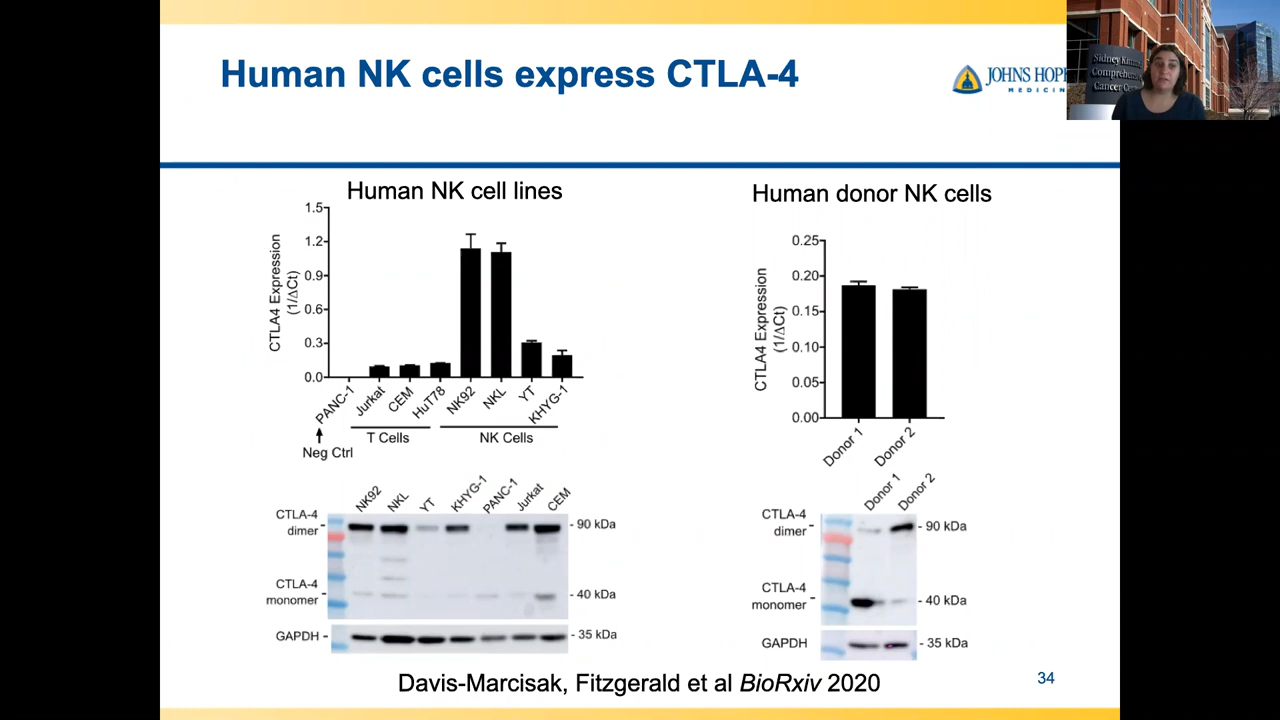 Human NK cells express CTLA-4
JOHNS HOP
MEDICIN
Sidney Kimmel
Comprehensive
Cancer Center
Human NK cell lines
CTLA4 Expression
(1/ΔCt)
1.5
1.2
0.9
0.6
0.3
0.0
PANC-1
Jurkat
CEM
HuT78
NK92
NKL
YT
KHYG-1
Neg Ctrl
T Cells
NK Cells
Human donor NK cells
CTLA4 Expression
(1/ΔCt)
0.25
0.20
0.15
0.10
0.05
0.00
Donor 1
Donor 2
NK92
NKL
YT
KHYG-1
PANC-1
Jurkat
CEM
CTLA-4
dimer
- 90 kDa
CTLA-4
monomer
- 40 kDa
GAPDH -
- 35 kDa
Donor 1
Donor 2
CTLA-4
dimer
- 90 kDa
CTLA-4
monomer
- 40 kDa
GAPDH
- 35 kDa
Davis-Marcisak, Fitzgerald et al BioRxiv 2020
34